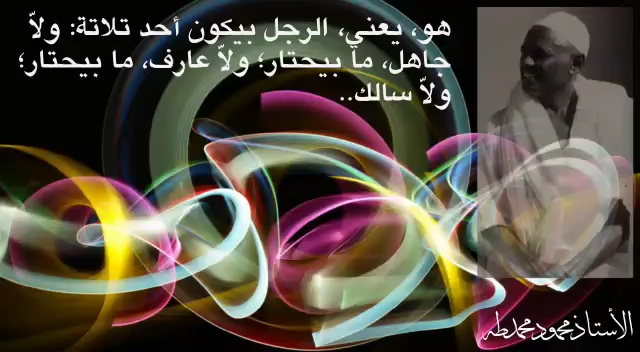 هو، يعني، الرجل بيكون أحد تلاتة: ولاّ
جاهل، ما بيحتار؛ ولاّ عارف، ما بيحتار؛
ولاّ سالك..
الأستاذ محمود محمد طه